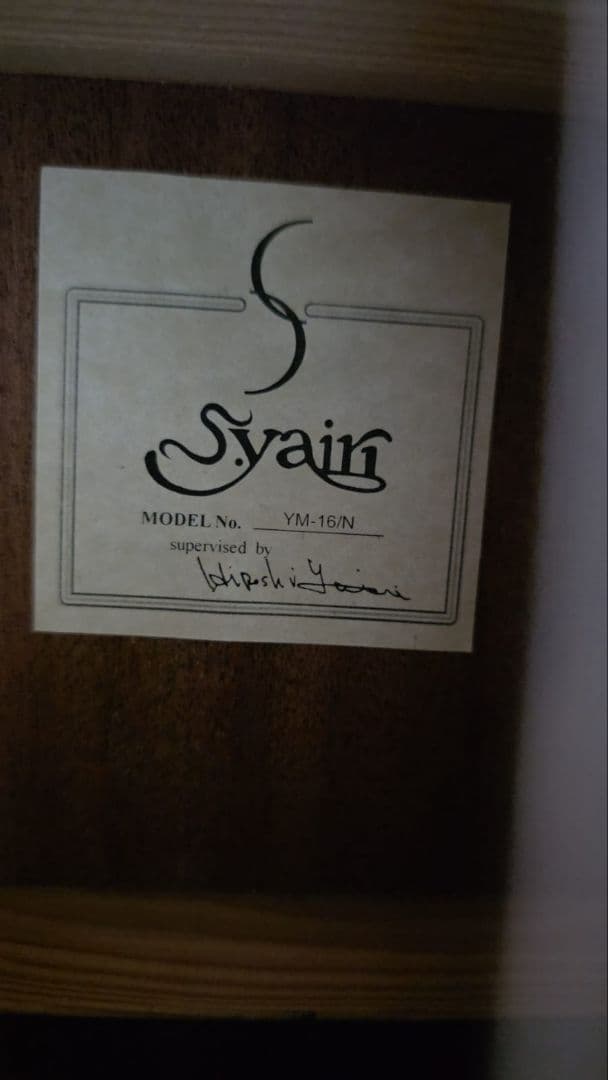 S
S.yairi
MODEL No. YM-16/N
supervised by
Hiroshi Yairi